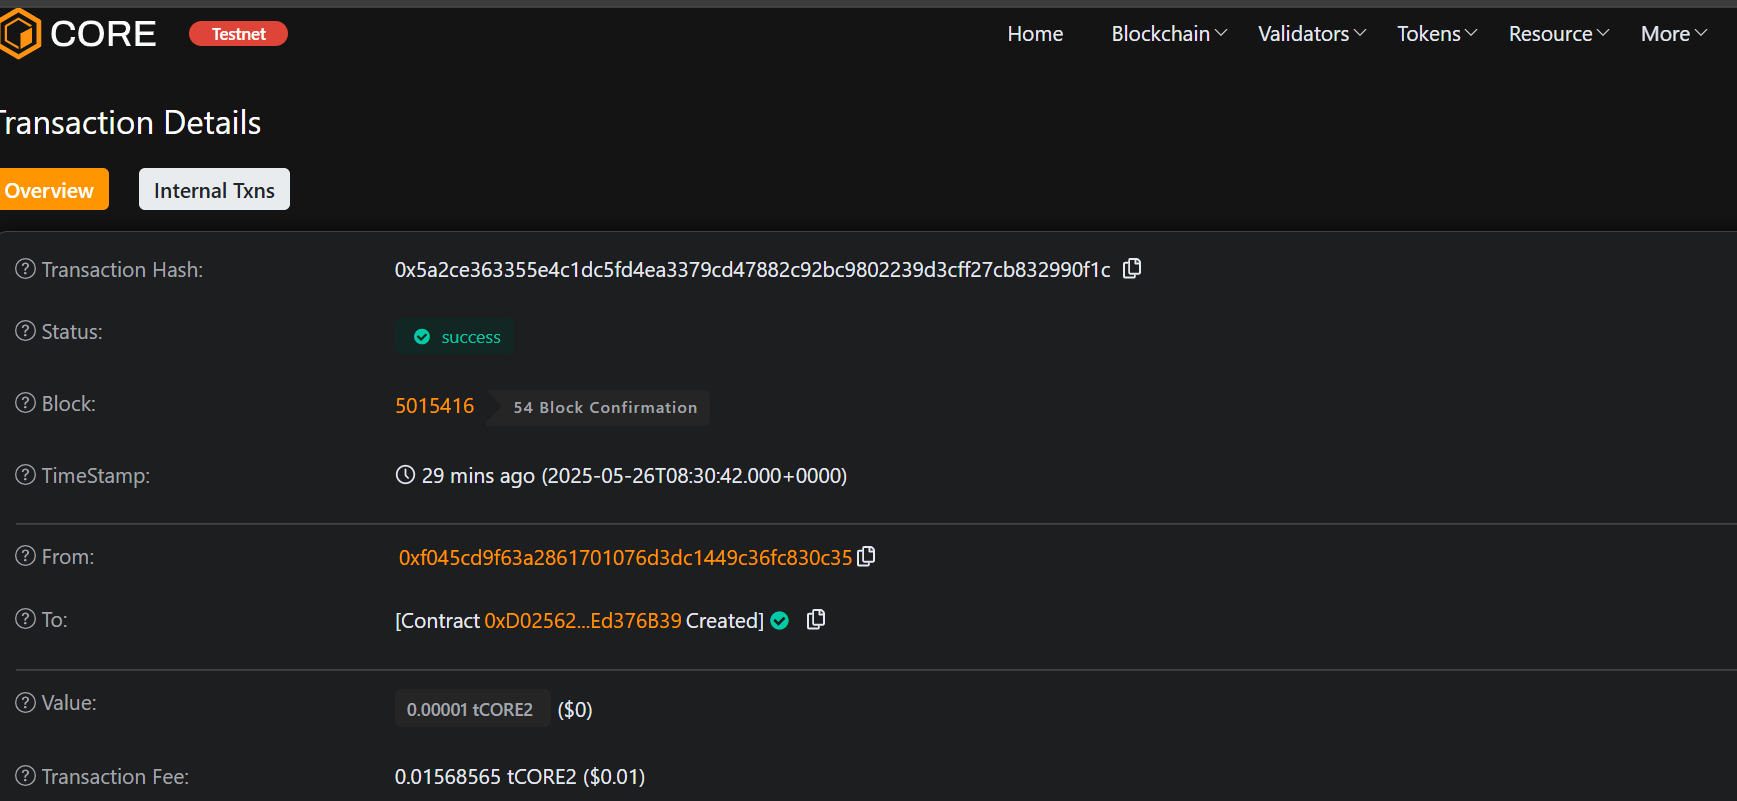 CORE Testnet Home Blockchain Validators Tokens Resource More
Transaction Details
Overview Internal Txns
Transaction Hash: 0x5a2ce363355e4c1dc5fd4ea3379cd47882c92bc9802239d3cff27cb832990f1c
Status: success
Block: 5015416 54 Block Confirmation
TimeStamp: 29 mins ago (2025-05-26T08:30:42.000+0000)
From: 0xf045cd9f63a2861701076d3dc1449c36fc830c35
To: [Contract 0xD02562...Ed376B39 Created]
Value: 0.00001 tCORE2 ($0)
Transaction Fee: 0.01568565 tCORE2 ($0.01)